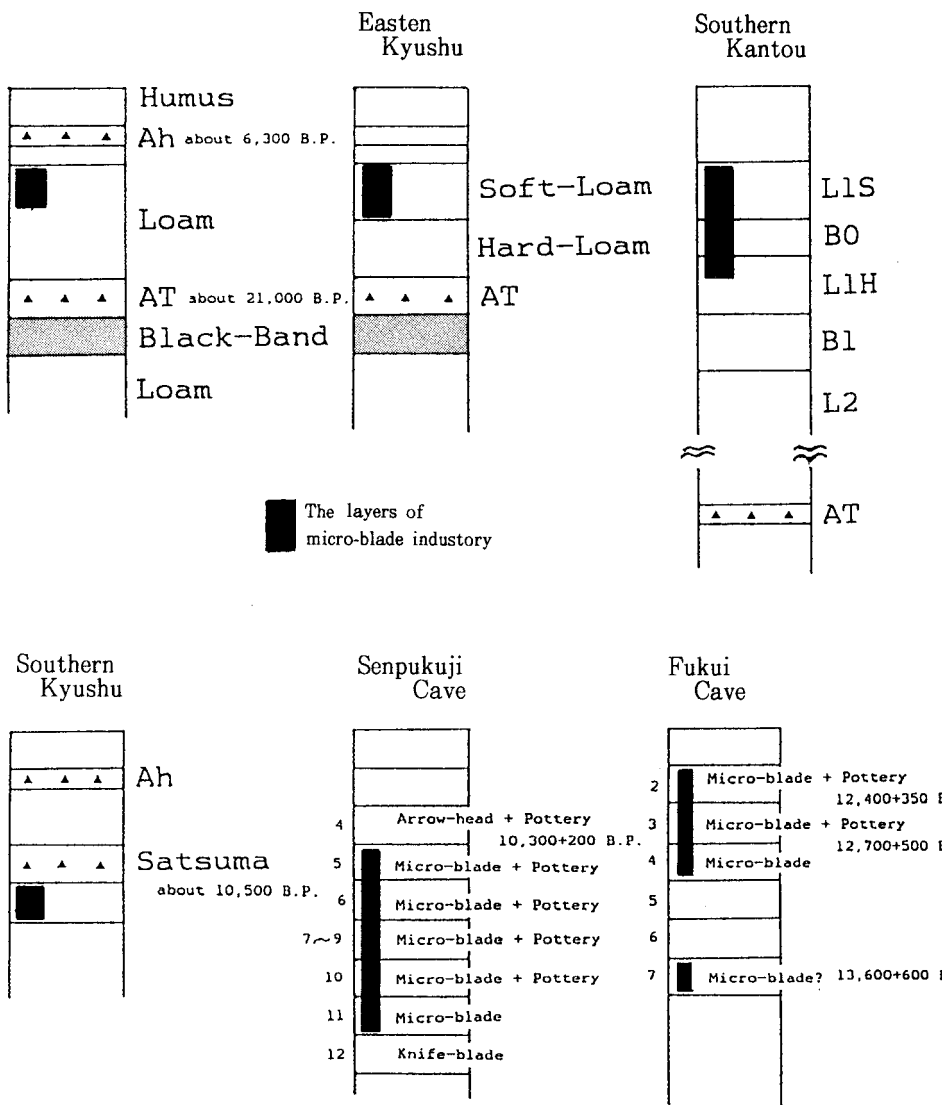 Humus
Ah about 6,300 B.P.
Loam
AT about 21,000 B.P.
Black-Band
Loam
Easten
Kyushu
Soft-Loam
Hard-Loam
AT
Southern
Kantou
L1S
B0
L1H
B1
L2
AT
The layers of
micro-blade industory
Southern
Kyushu
Ah
Satsuma
about 10,500 B.P.
Senpukuji
Cave
4 Arrow-head + Pottery
10,300+200 B.P.
5 Micro-blade + Pottery
6 Micro-blade + Pottery
7～9 Micro-blade + Pottery
10 Micro-blade + Pottery
11 Micro-blade
12 Knife-blade
Fukui
Cave
2 Micro-blade + Pottery
12,400+350 B
3 Micro-blade + Pottery
12,700+500 B
4 Micro-blade
5
6
7 Micro-blade? 13,600+600 B